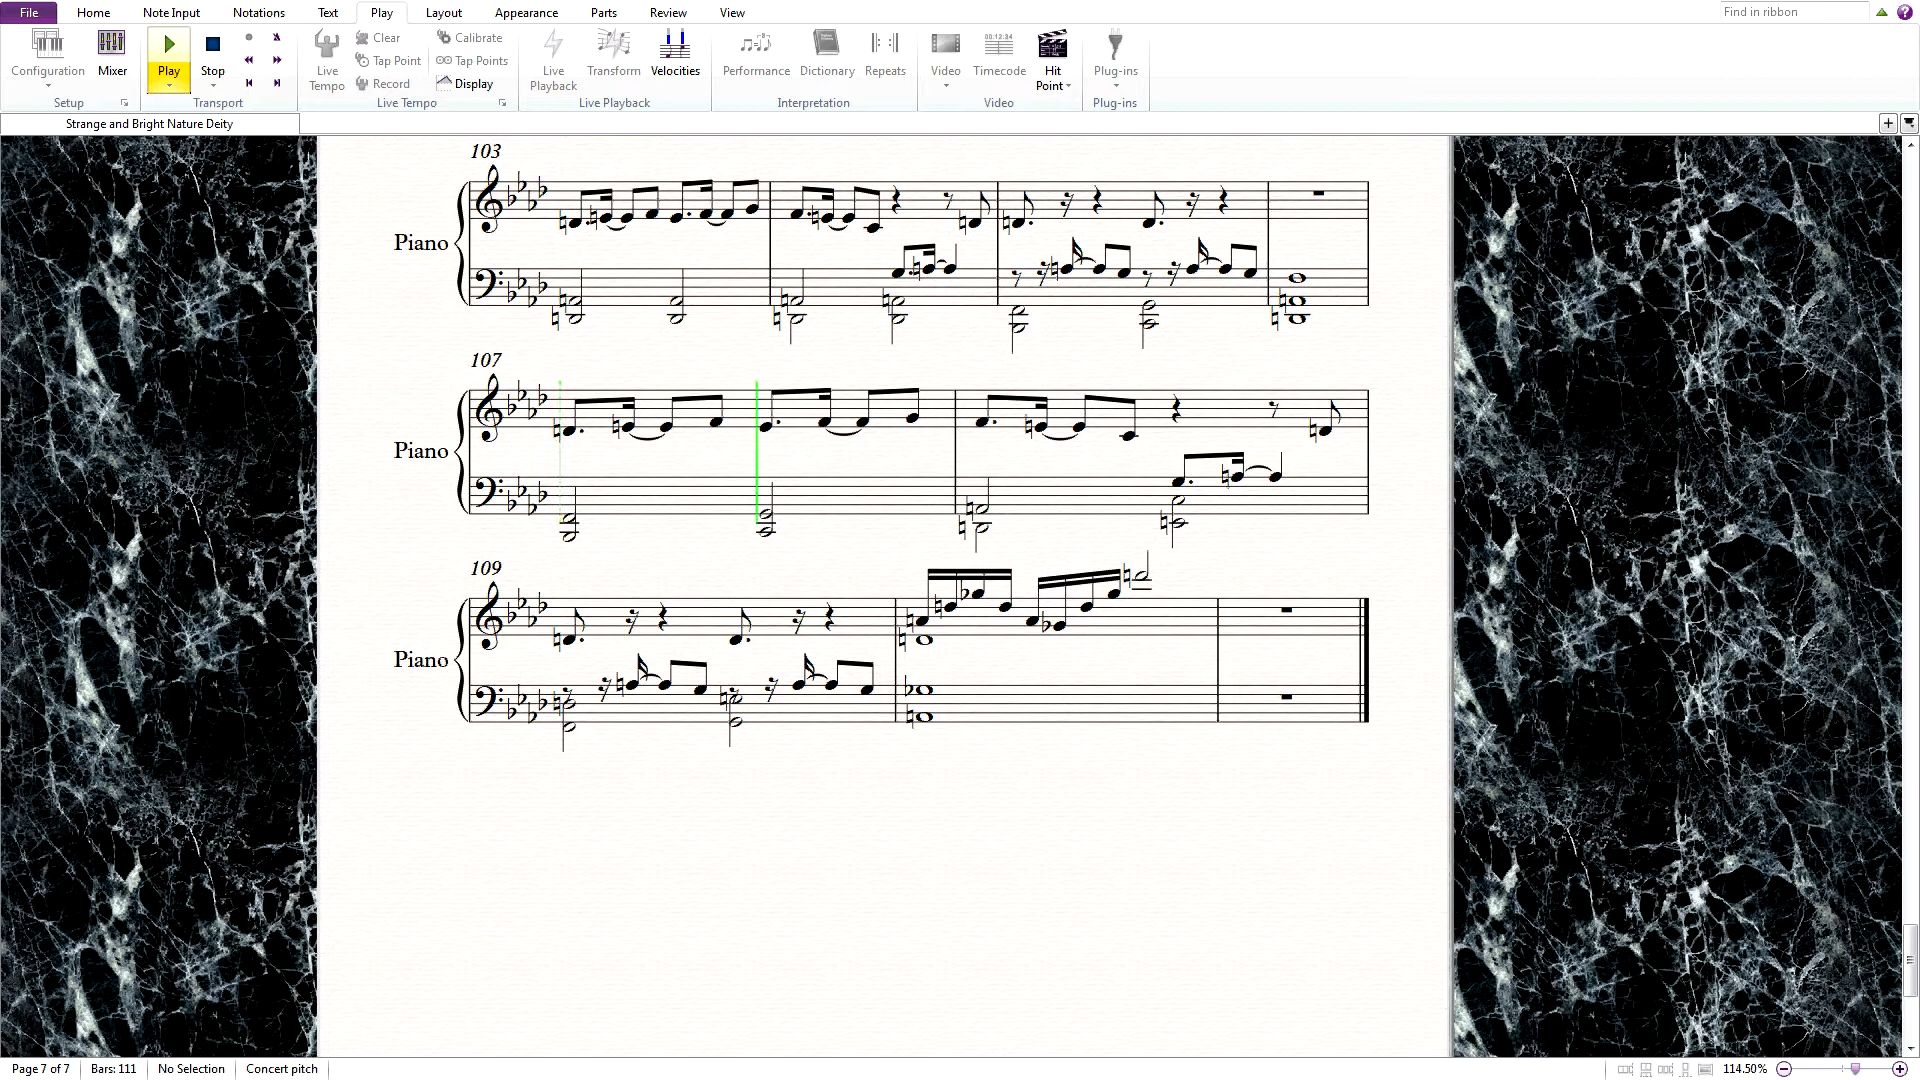 File Home Note Input Notations Text Play Layout Appearance Parts Review View Find in ribbon
Configuration Mixer Play Stop Live Tempo Clear Tap Point Record Calibrate Tap Points Display Live Playback Transform Velocities Performance Dictionary Repeats Video Timecode 00:12:34 Hit Point Plug-ins
Setup Transport Live Tempo Live Playback Interpretation Video Plug-ins
Strange and Bright Nature Deity
103
Piano
107
Piano
109
Piano
Page 7 of 7 Bars: 111 No Selection Concert pitch 114.50%